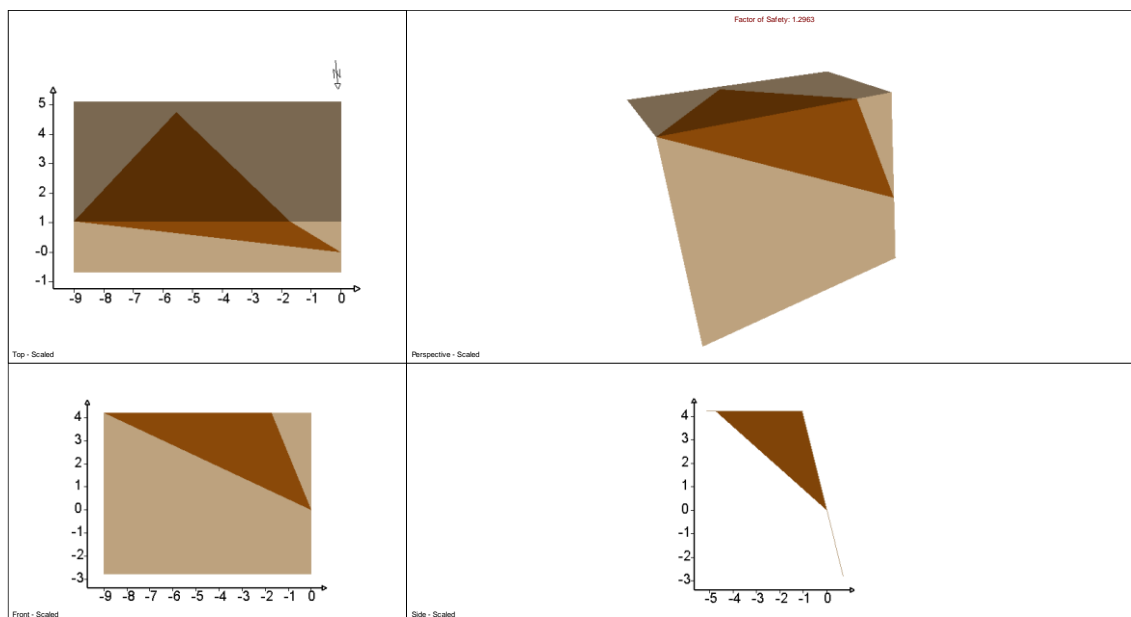 Factor of Safety: 1.2963
N
5
4
3
2
1
-0
-1
-9 -8 -7 -6 -5 -4 -3 -2 -1 0
Top - Scaled
Perspective - Scaled
4
3
2
1
0
-1
-2
-3
-9 -8 -7 -6 -5 -4 -3 -2 -1 0
Front - Scaled
4
3
2
1
0
-1
-2
-3
-5 -4 -3 -2 -1 0
Side - Scaled